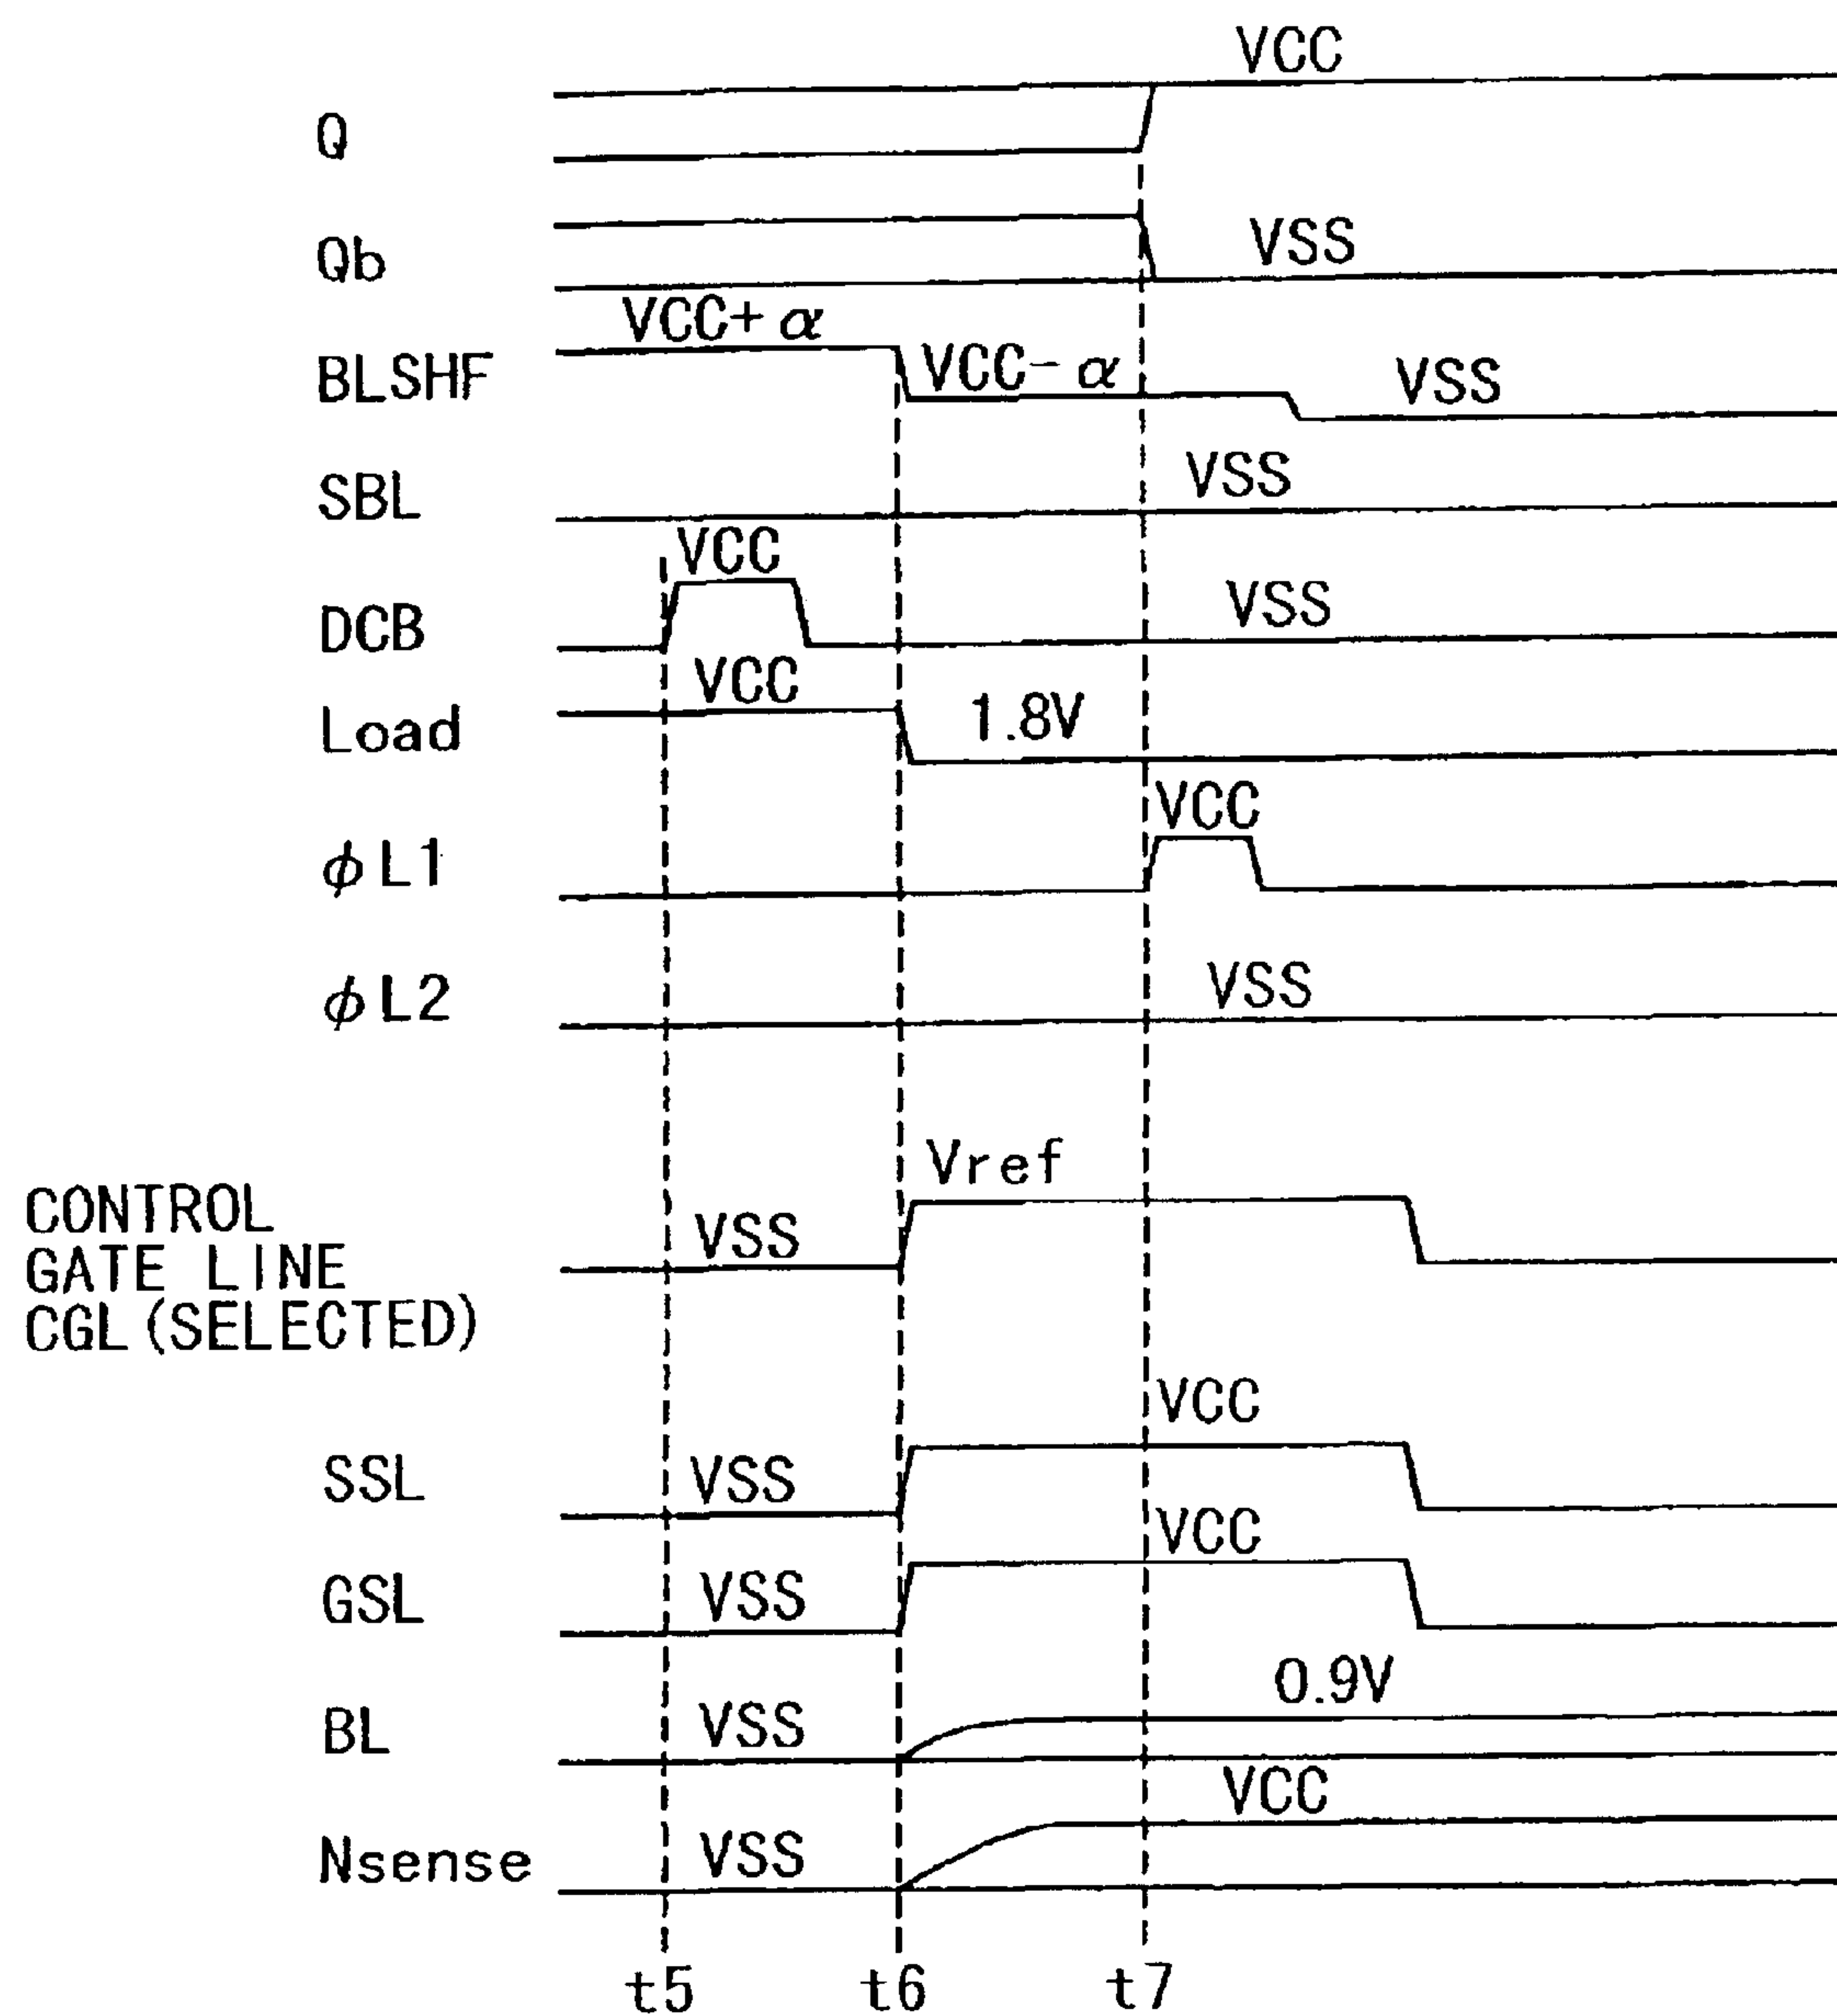 VCC
Q
Qb VSS
VCC+α
BLSHF VCC-α VSS
SBL VSS
VCC
DCB VSS
VCC
Load 1.8V
VCC
φL1
φL2 VSS
Vref
CONTROL
GATE LINE
CGL(SELECTED)
VSS
VCC
SSL VSS
VCC
GSL VSS
0.9V
BL VSS
VCC
Nsense VSS
t5 t6 t7